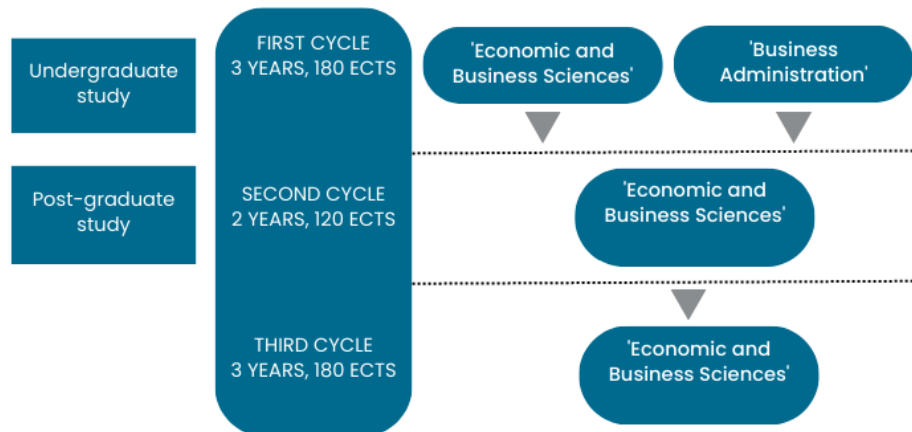 Undergraduate
study
FIRST CYCLE
3 YEARS, 180 ECTS
'Economic and
Business Sciences'
'Business
Administration'
Post-graduate
study
SECOND CYCLE
2 YEARS, 120 ECTS
'Economic and
Business Sciences'
THIRD CYCLE
3 YEARS, 180 ECTS
'Economic and
Business Sciences'